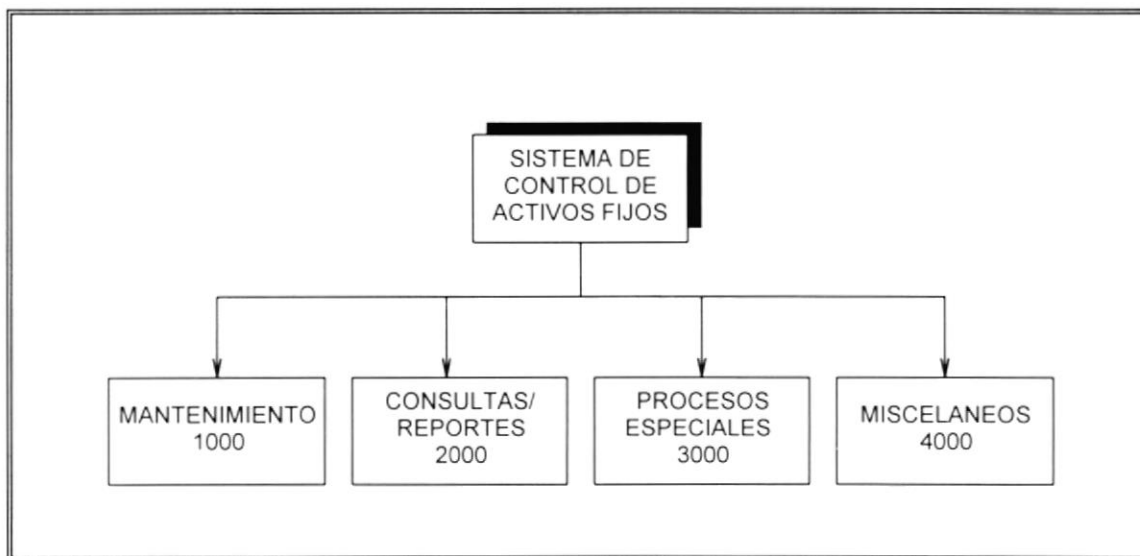 SISTEMA DE
CONTROL DE
ACTIVOS FIJOS
MANTENIMIENTO
1000
CONSULTAS/
REPORTES
2000
PROCESOS
ESPECIALES
3000
MISCELANEOS
4000